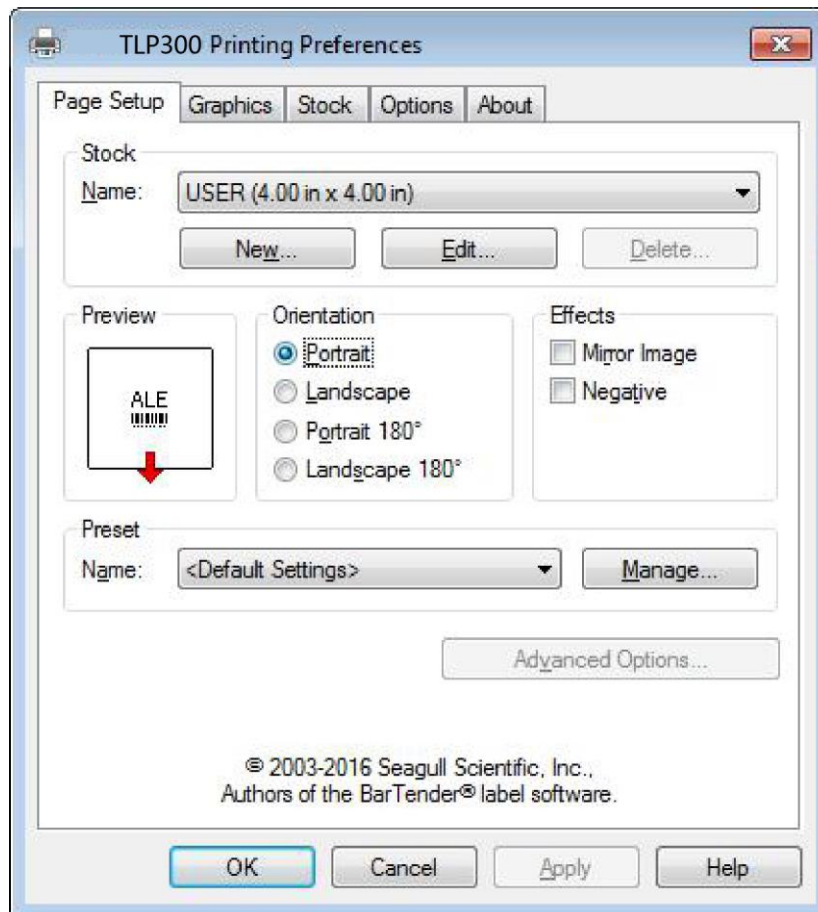 TLP300 Printing Preferences
Page Setup Graphics Stock Options About
Stock
Name: USER (4.00 in x 4.00 in)
New... Edit... Delete...
Preview
ALE
Orientation
Portrait
Landscape
Portrait 180°
Landscape 180°
Effects
Mirror Image
Negative
Preset
Name: <Default Settings> Manage...
Advanced Options...
© 2003-2016 Seagull Scientific, Inc.,
Authors of the BarTender® label software.
OK Cancel Apply Help